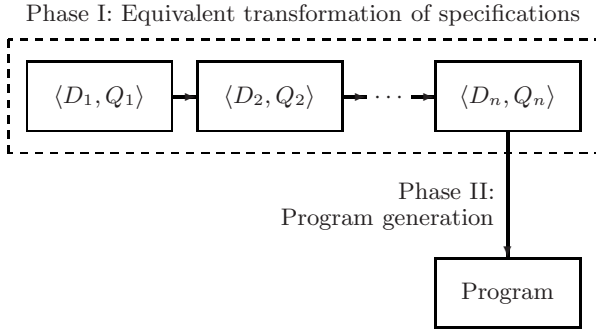 Phase I: Equivalent transformation of specifications
⟨D₁, Q₁⟩ ⟨D₂, Q₂⟩ ··· ⟨Dₙ, Qₙ⟩
Phase II:
Program generation
Program